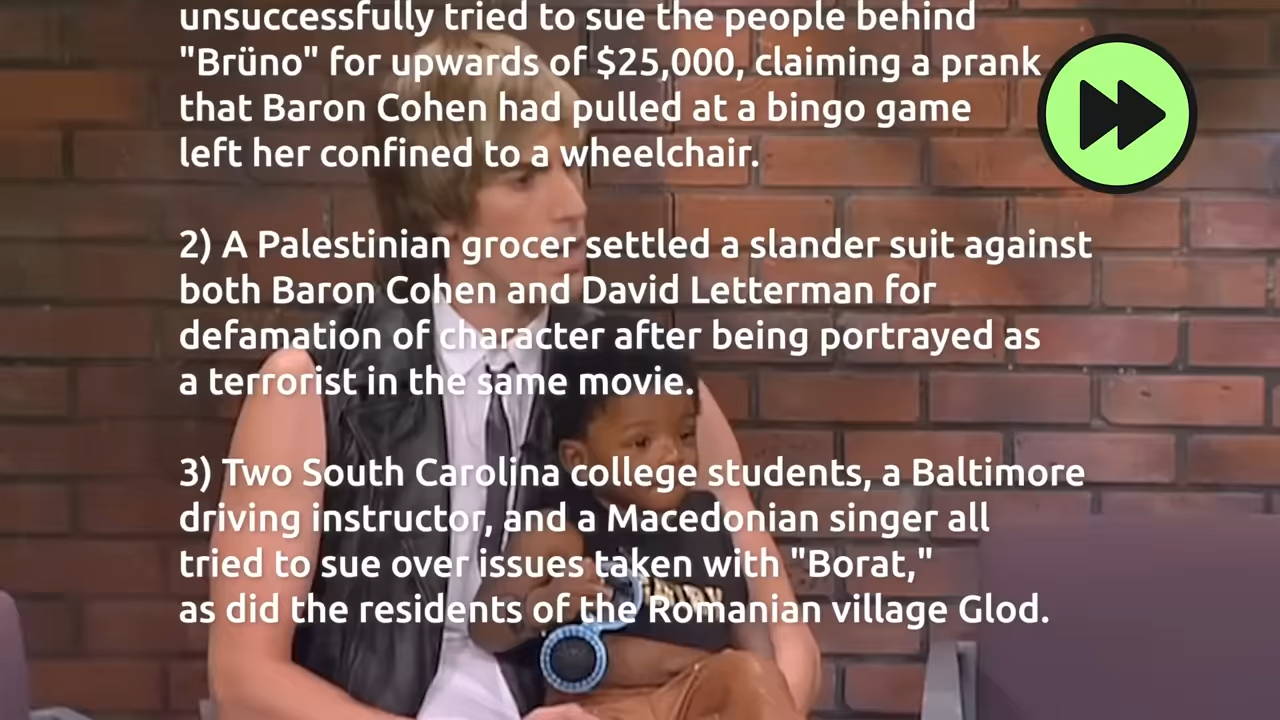 unsuccessfully tried to sue the people behind
"Brüno" for upwards of $25,000, claiming a prank
that Baron Cohen had pulled at a bingo game
left her confined to a wheelchair.
2) A Palestinian grocer settled a slander suit against
both Baron Cohen and David Letterman for
defamation of character after being portrayed as
a terrorist in the same movie.
3) Two South Carolina college students, a Baltimore
driving instructor, and a Macedonian singer all
tried to sue over issues taken with "Borat,"
as did the residents of the Romanian village Glod.